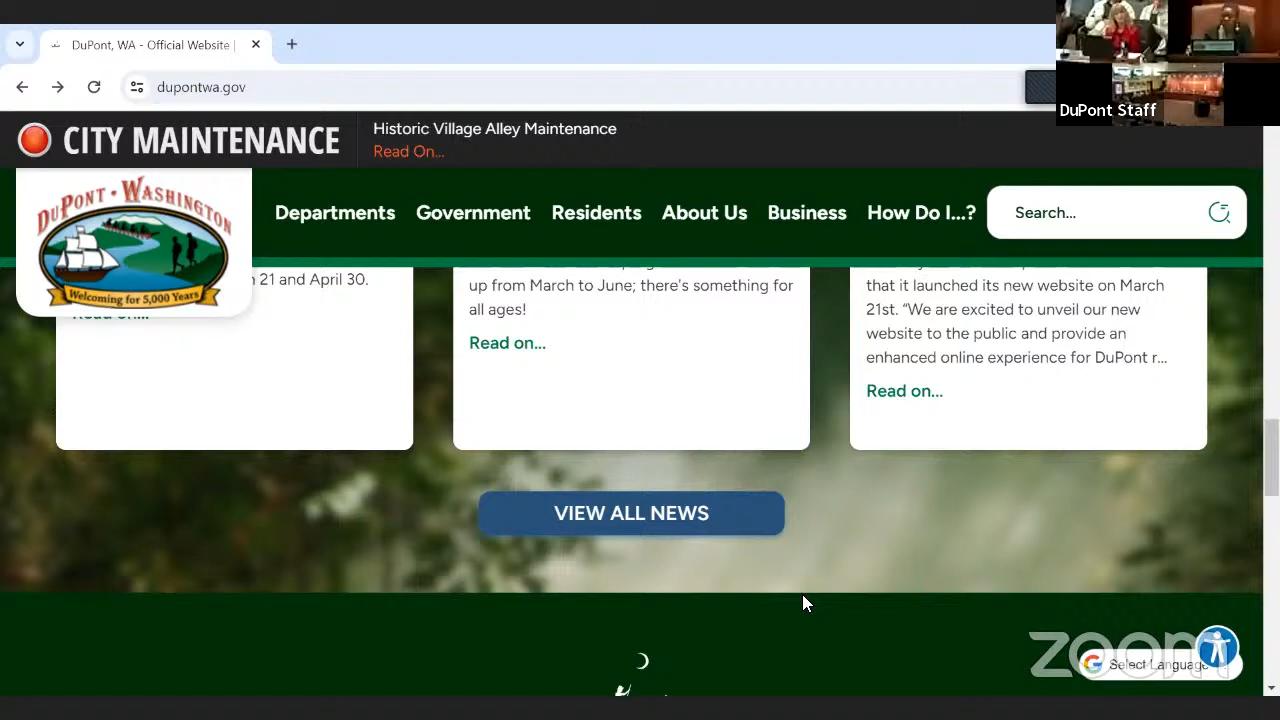 DuPont, WA - Official Website |
dupontwa.gov
DuPont Staff
CITY MAINTENANCE
Historic Village Alley Maintenance
Read On...
DUPONT • WASHINGTON
Welcoming for 5,000 Years
Departments
Government
Residents
About Us
Business
How Do I...?
Search...
21 and April 30.
Read on...
up from March to June; there's something for
all ages!
Read on...
that it launched its new website on March
21st. “We are excited to unveil our new
website to the public and provide an
enhanced online experience for DuPont r...
Read on...
VIEW ALL NEWS
zoom
Select Language